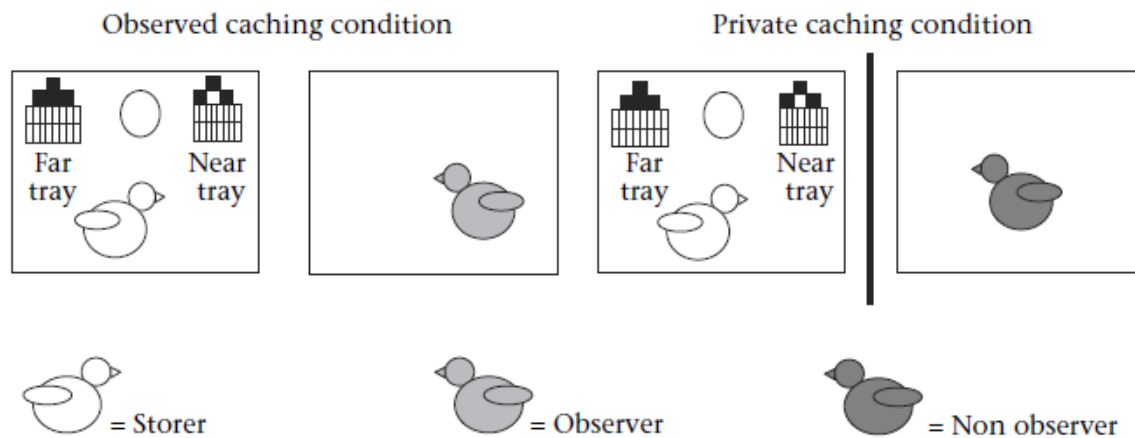 Observed caching condition
Private caching condition
Far tray
Near tray
Far tray
Near tray
= Storer
= Observer
= Non observer